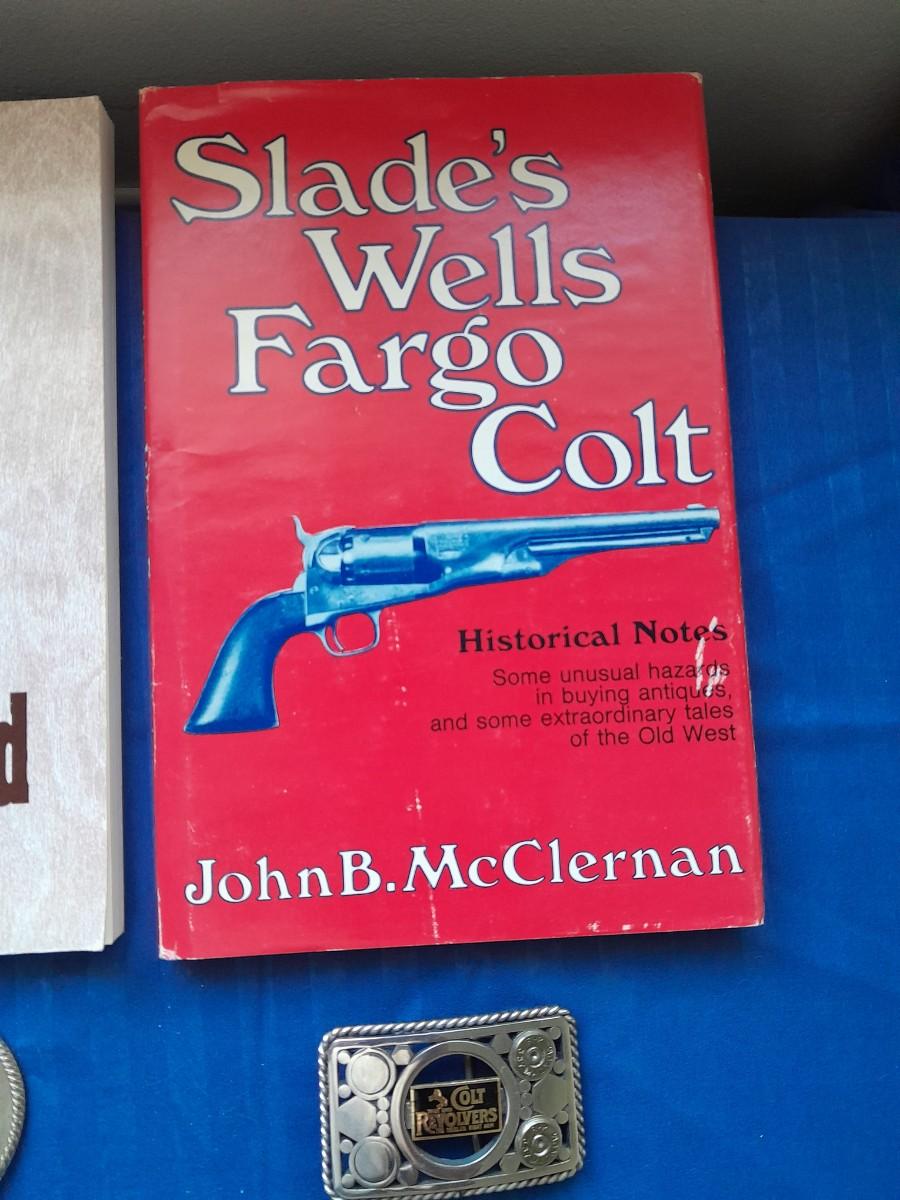 Slade's
Wells
Fargo
Colt
Historical Notes
Some unusual hazards
in buying antiques,
and some extraordinary tales
of the Old West
John B. McClernan
d
COLT
REVOLVERS